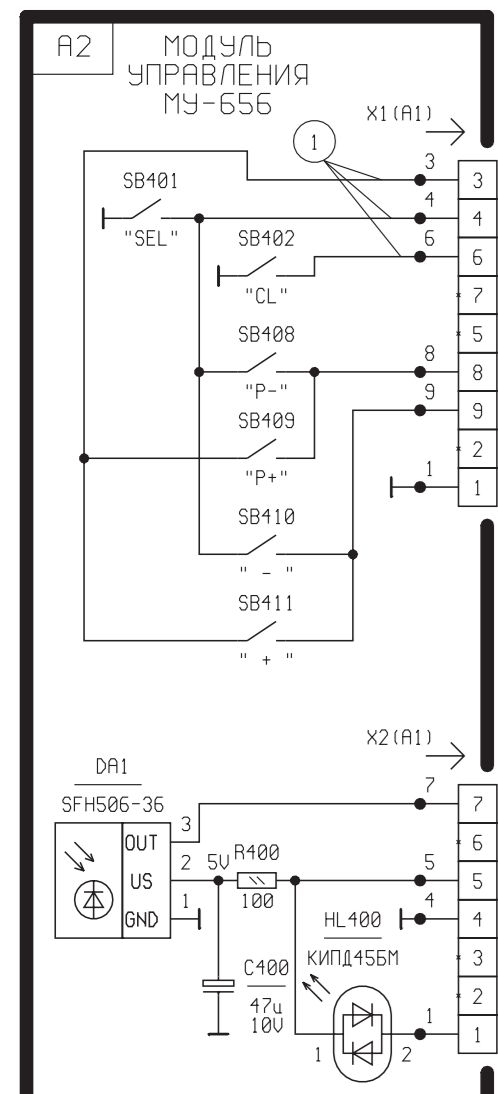 A2
МОДУЛЬ
УПРАВЛЕНИЯ
МУ-656
X1(A1)
1
3
3
SB401
4
4
"SEL"
SB402
6
6
"CL"
7
5
SB408
8
8
"P-"
9
9
SB409
2
"P+"
1
1
SB410
" - "
SB411
" + "
X2(A1)
DA1
SFH506-36
7
7
OUT
3
6
US
2
5V
R400
100
5
5
GND
1
4
4
HL400
КИПД45БМ
3
C400
47u
10V
2
1
1
1
2